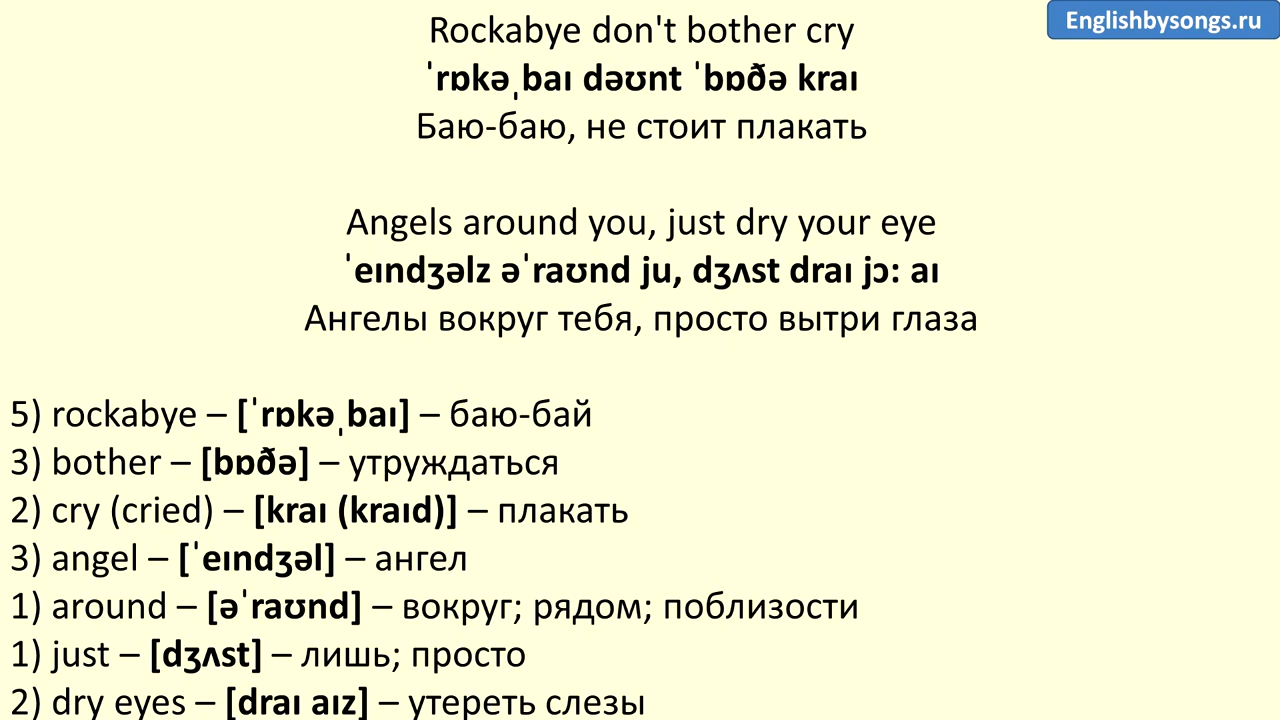 Englishbysongs.ru
Rockabye don't bother cry
ˈrɒkəˌbaɪ dəʊnt ˈbɒðə kraɪ
Баю-баю, не стоит плакать
Angels around you, just dry your eye
ˈeɪndʒəlz əˈraʊnd ju, dʒʌst draɪ jɔ: aɪ
Ангелы вокруг тебя, просто вытри глаза
5) rockabye – [ˈrɒkəˌbaɪ] – баю-бай
3) bother – [bɒðə] – утруждаться
2) cry (cried) – [kraɪ (kraɪd)] – плакать
3) angel – [ˈeɪndʒəl] – ангел
1) around – [əˈraʊnd] – вокруг; рядом; поблизости
1) just – [dʒʌst] – лишь; просто
2) dry eyes – [draɪ aɪz] – утереть слезы